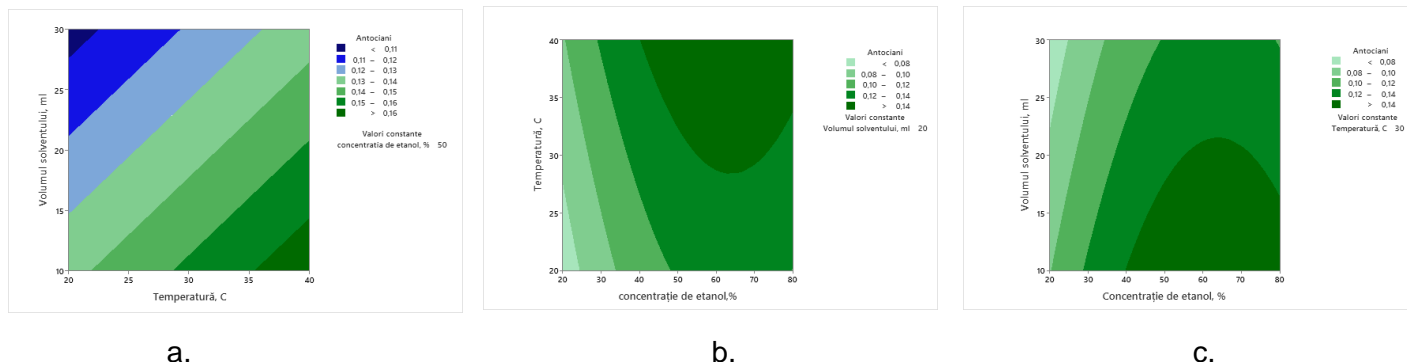 30
25
20
15
10
20
25
30
35
40
Volumul solventului, ml
Temperatură, C
Antociani
< 0,11
0,11 – 0,12
0,12 – 0,13
0,13 – 0,14
0,14 – 0,15
0,15 – 0,16
> 0,16
Valori constante
concentratia de etanol, % 50
a.
40
35
30
25
20
20
30
40
50
60
70
80
Temperatură, C
concentrație de etanol,%
Antociani
< 0,08
0,08 – 0,10
0,10 – 0,12
0,12 – 0,14
> 0,14
Valori constante
Volumul solventului, ml 20
b.
30
25
20
15
10
20
30
40
50
60
70
80
Volumul solventului, ml
Concentrație de etanol, %
Antociani
< 0,08
0,08 – 0,10
0,10 – 0,12
0,12 – 0,14
> 0,14
Valori constante
Temperatură, C 30
c.